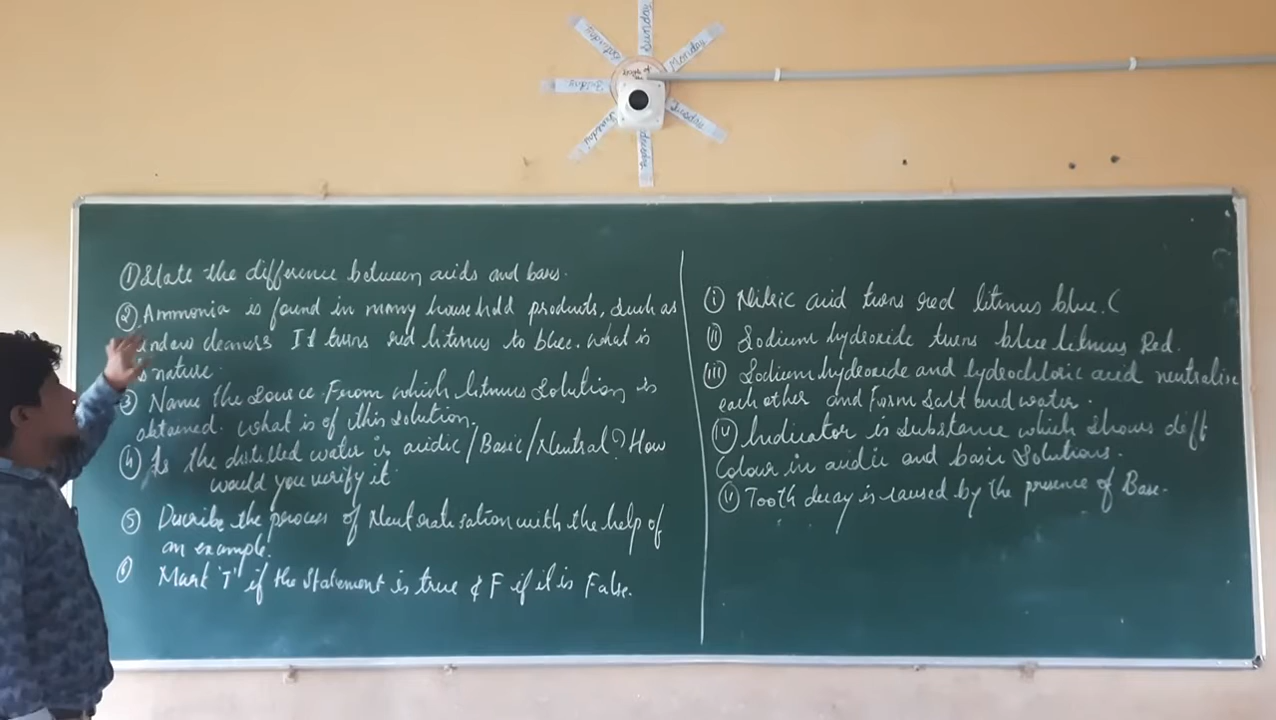 Monday
① State the difference between acids and bases.
② Ammonia is found in many household products, such as
window cleaners It turns red litmus to blue. What is
nature.
③ Name the source From which litmus solution is
obtained. What is of this solution.
④ Is the distilled water is acidic/Basic/Neutral? How
would you verify it
⑤ Describe the process of Neutralisation with the help of
an example.
Mark 'T' if the statement is true & F if it is False.
ⓘ Nitric acid turns red litmus blue. (
ⅱ Sodium hydroxide turns blue litmus Red.
ⅲ Sodium hydroxide and hydrochloric acid neutralise
each other and Form Salt and water.
ⅳ Indicator is substance which shows diff
Colour in acidic and basic solutions.
Tooth decay is caused by the presence of Base.